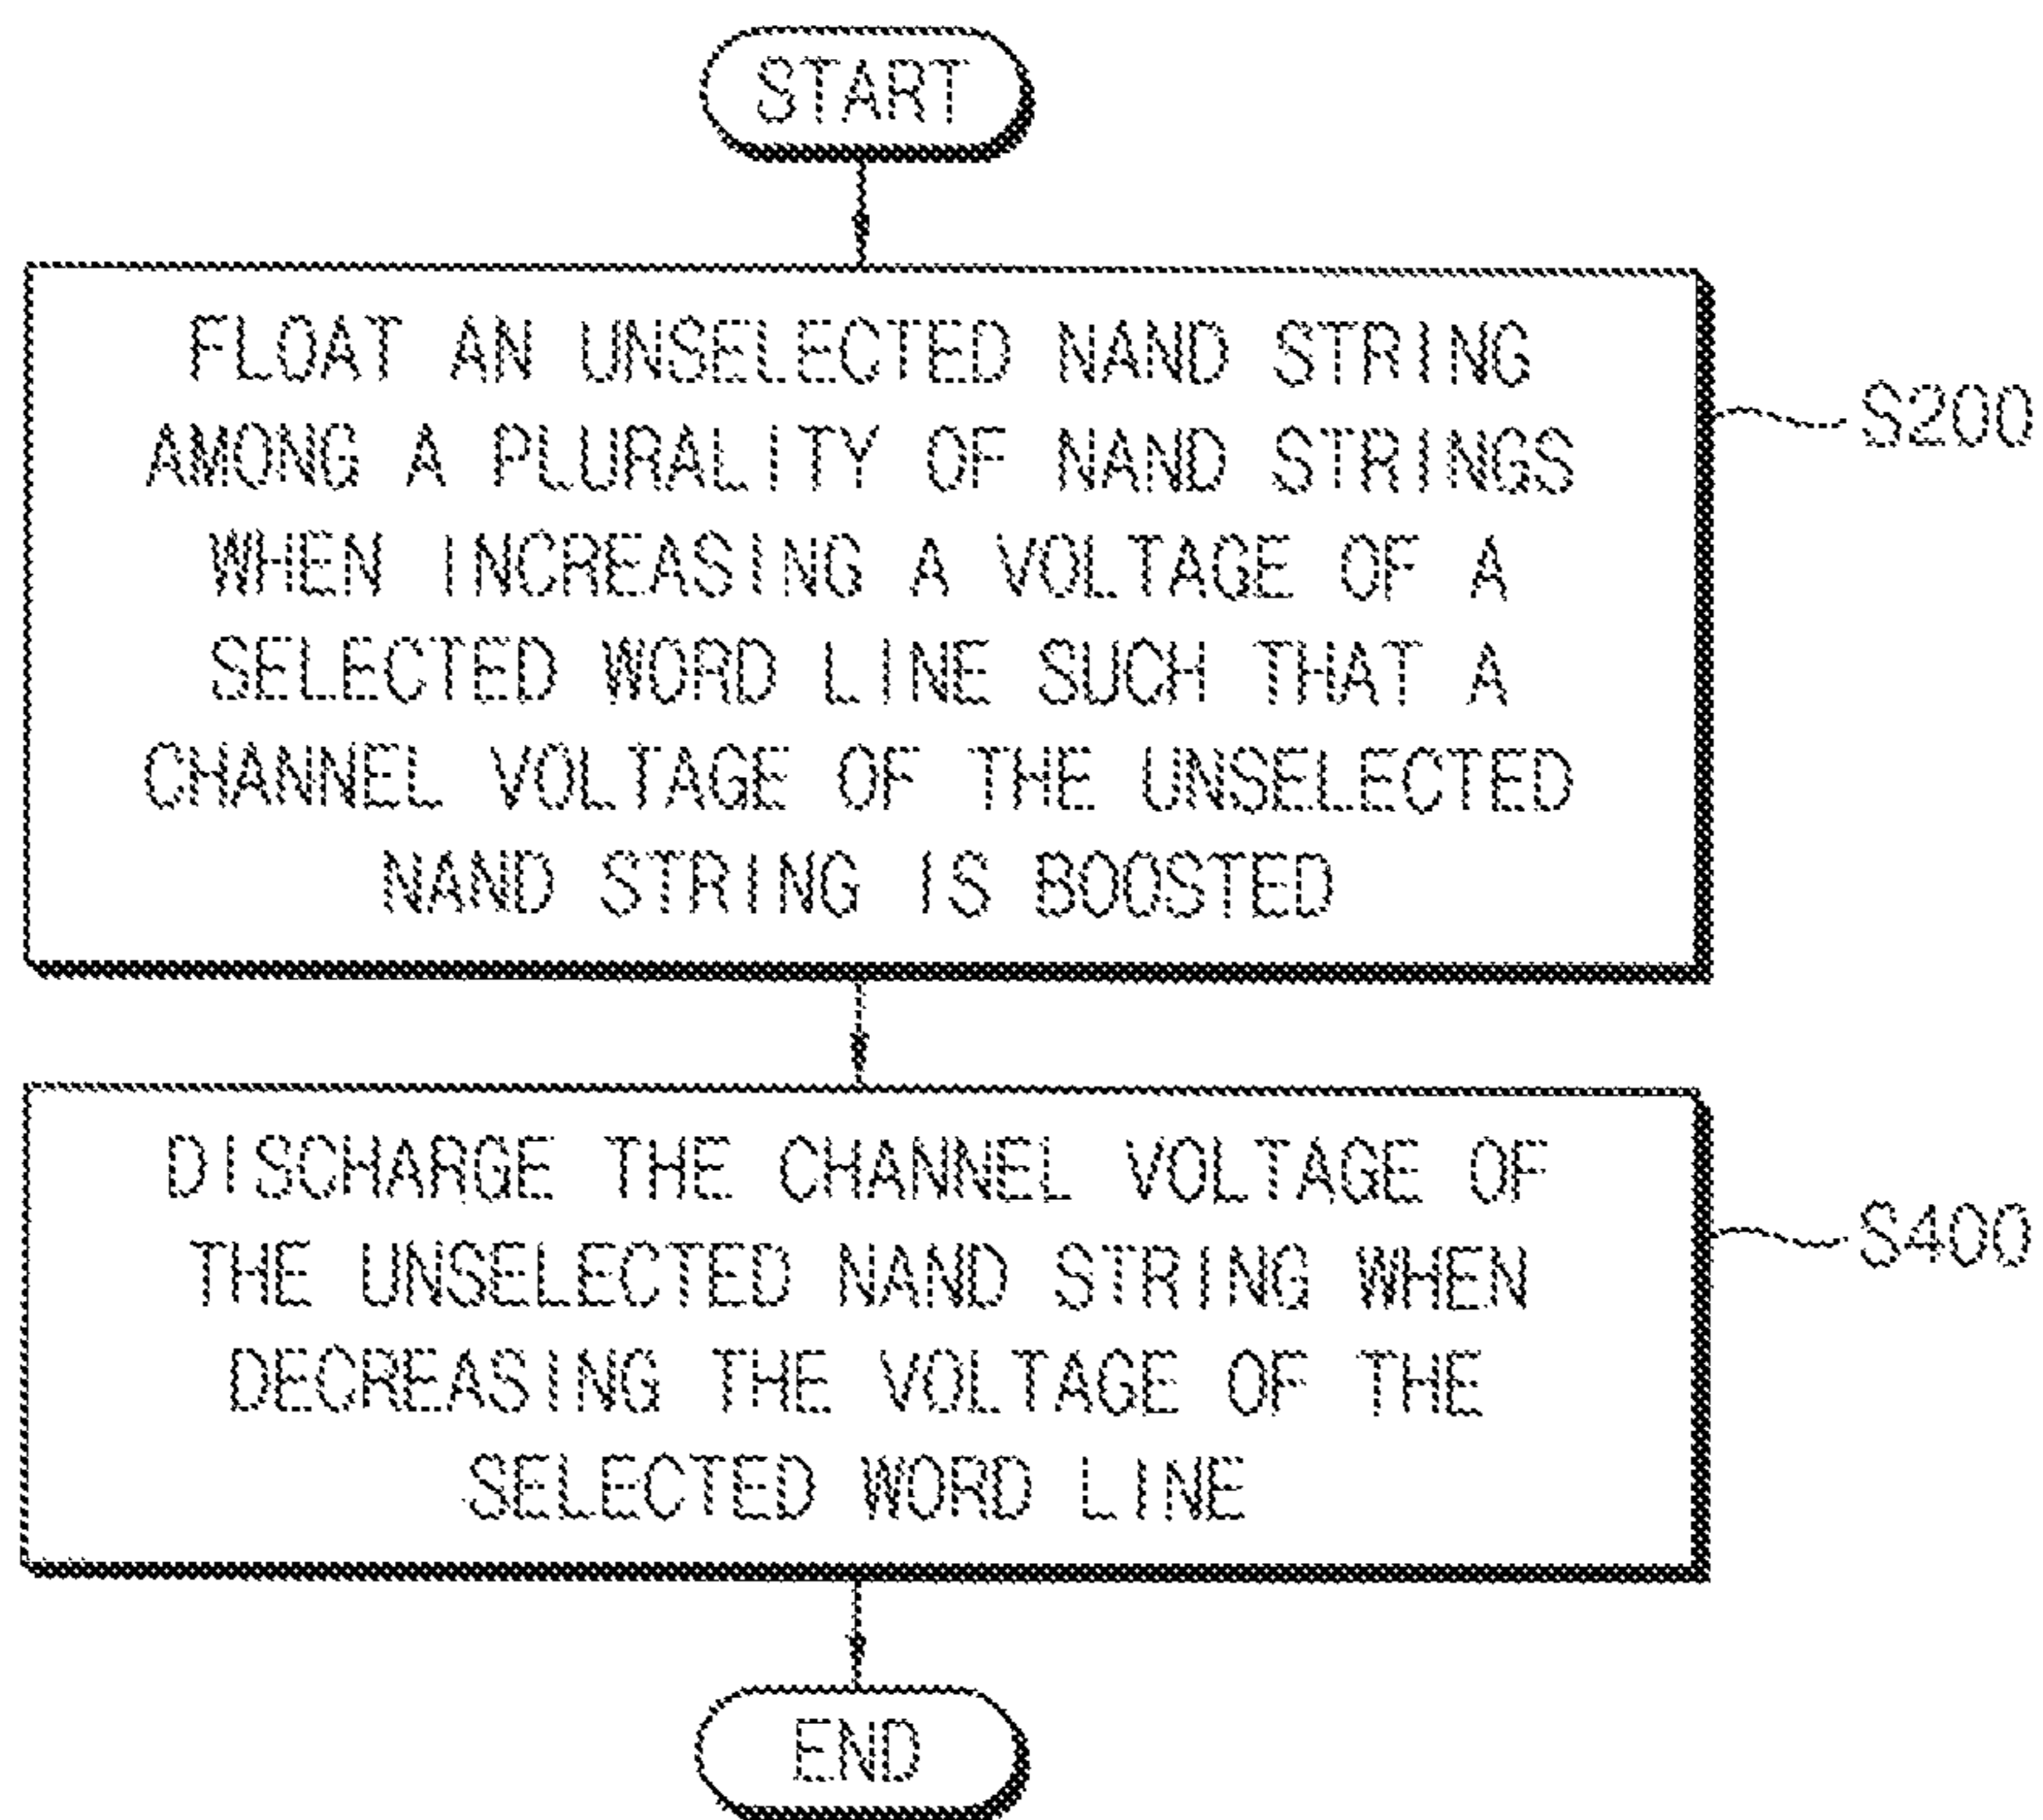 START
FLOAT AN UNSELECTED NAND STRING
AMONG A PLURALITY OF NAND STRINGS
WHEN INCREASING A VOLTAGE OF A
SELECTED WORD LINE SUCH THAT A
CHANNEL VOLTAGE OF THE UNSELECTED
NAND STRING IS BOOSTED
S200
DISCHARGE THE CHANNEL VOLTAGE OF
THE UNSELECTED NAND STRING WHEN
DECREASING THE VOLTAGE OF THE
SELECTED WORD LINE
S400
END